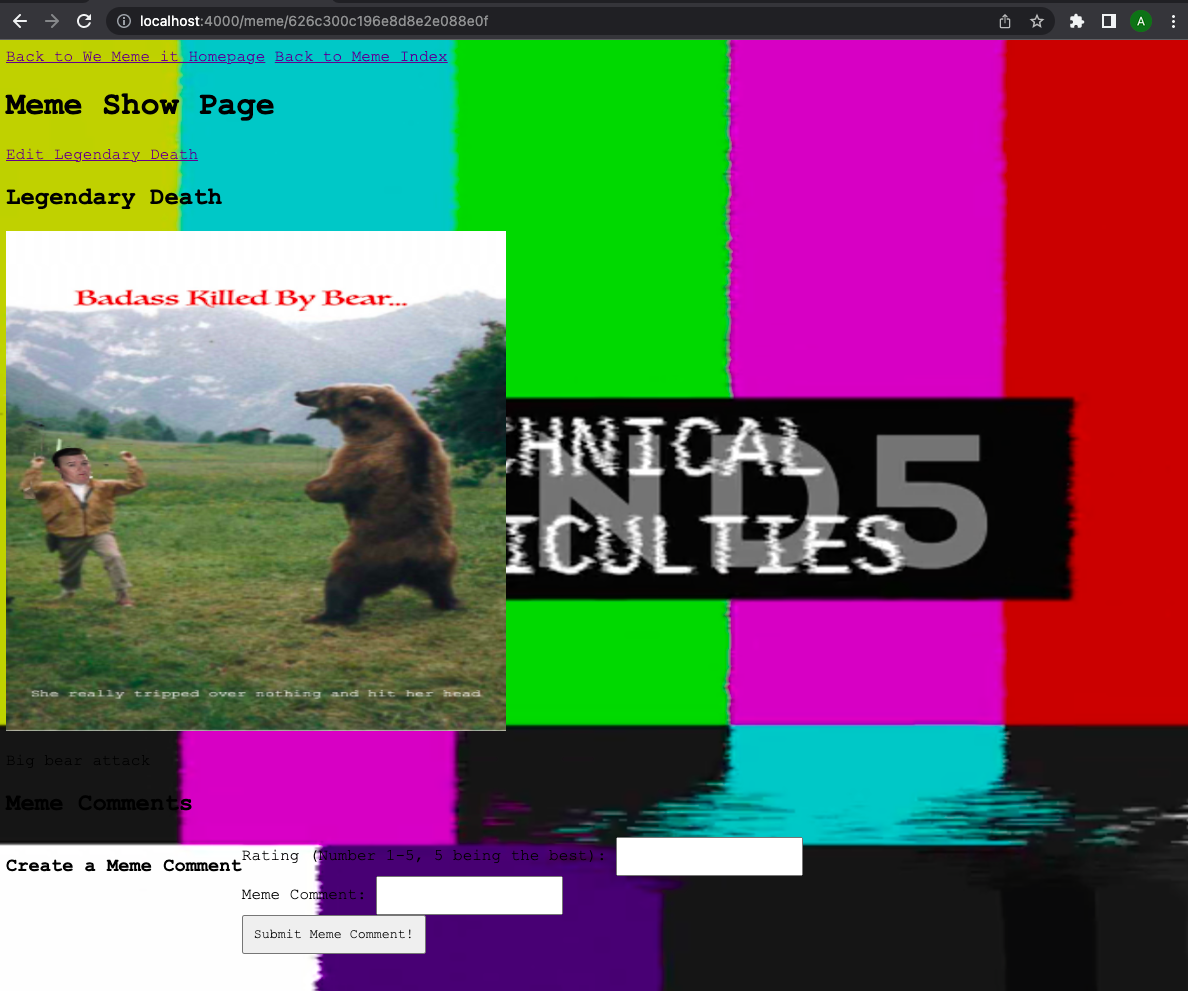 localhost:4000/meme/626c300c196e8d8e2e088e0f
A
Back to We Meme it Homepage Back to Meme Index
Meme Show Page
Edit Legendary Death
Legendary Death
Badass Killed By Bear...
CHNICAL
ND5
ICULTIES
She really tripped over nothing and hit her head
Big bear attack
Meme Comments
Create a Meme Comment
Rating (Number 1-5, 5 being the best):
Meme Comment:
Submit Meme Comment!